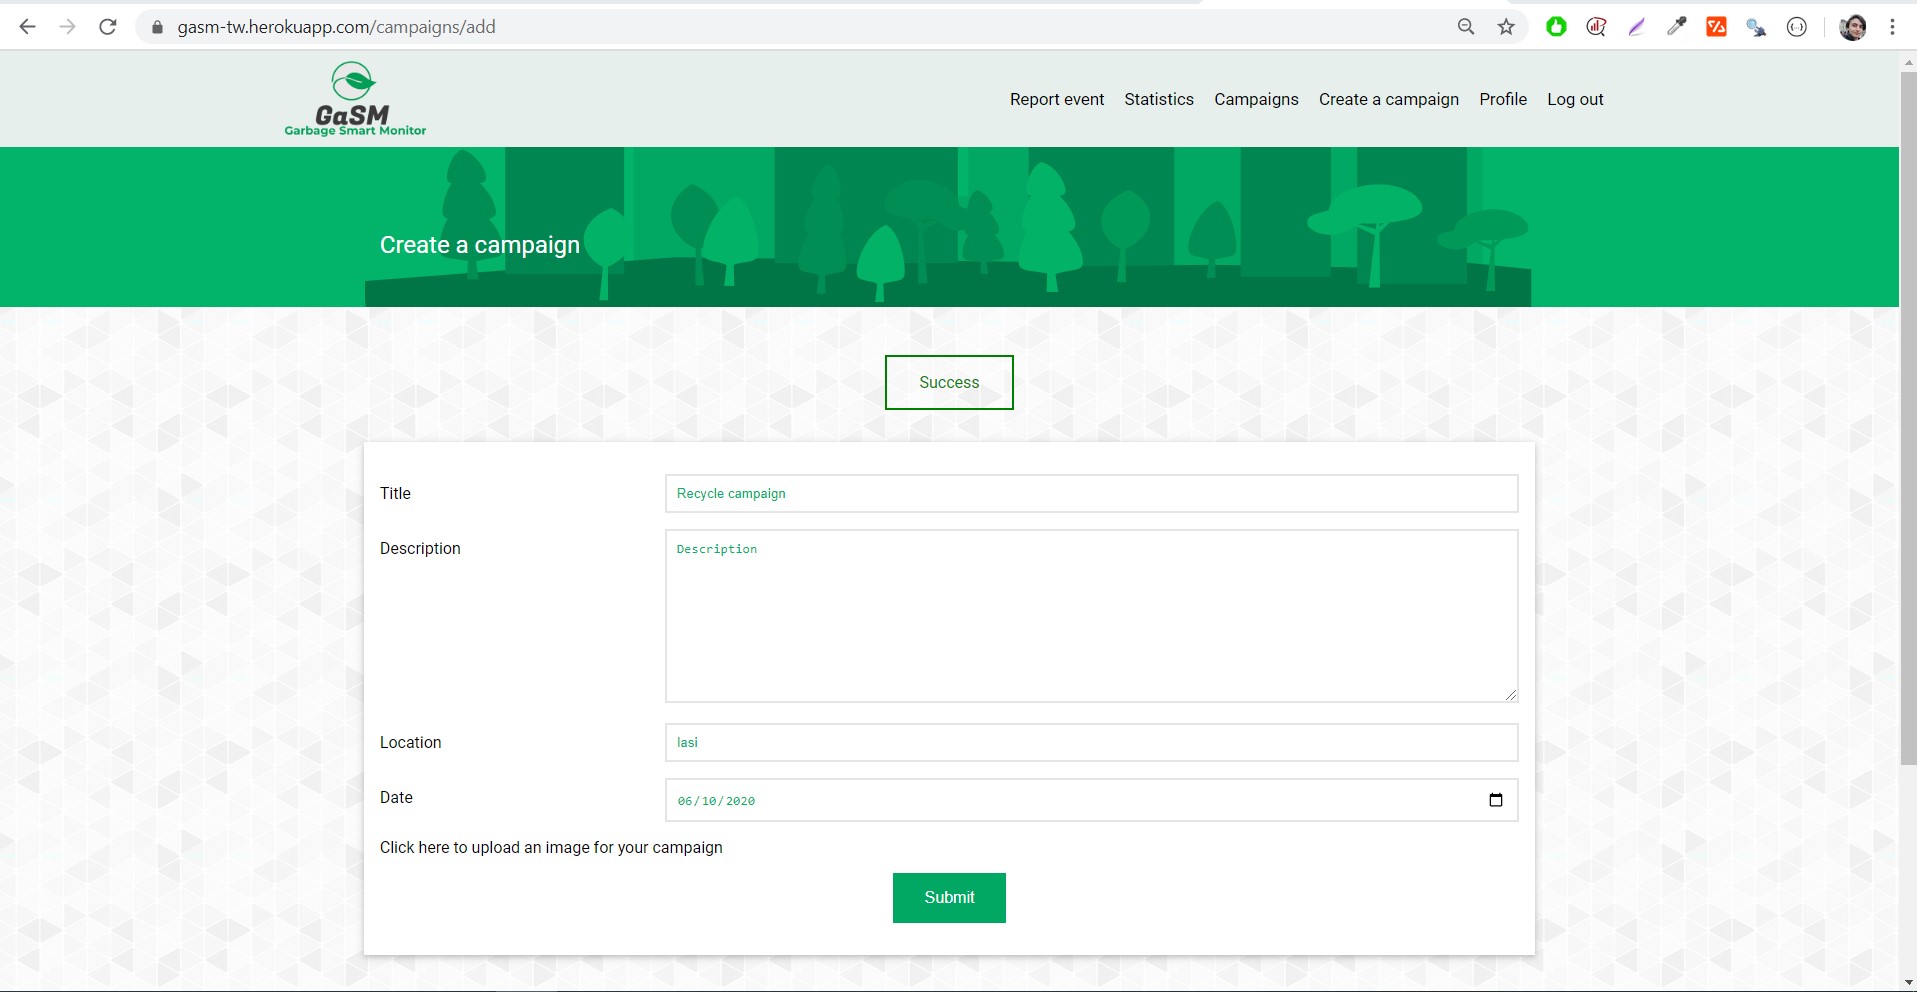 gasm-tw.herokuapp.com/campaigns/add
GaSM
Garbage Smart Monitor
Report event Statistics Campaigns Create a campaign Profile Log out
Create a campaign
Success
Title Recycle campaign
Description Description
Location Iasi
Date 06/10/2020
Click here to upload an image for your campaign
Submit